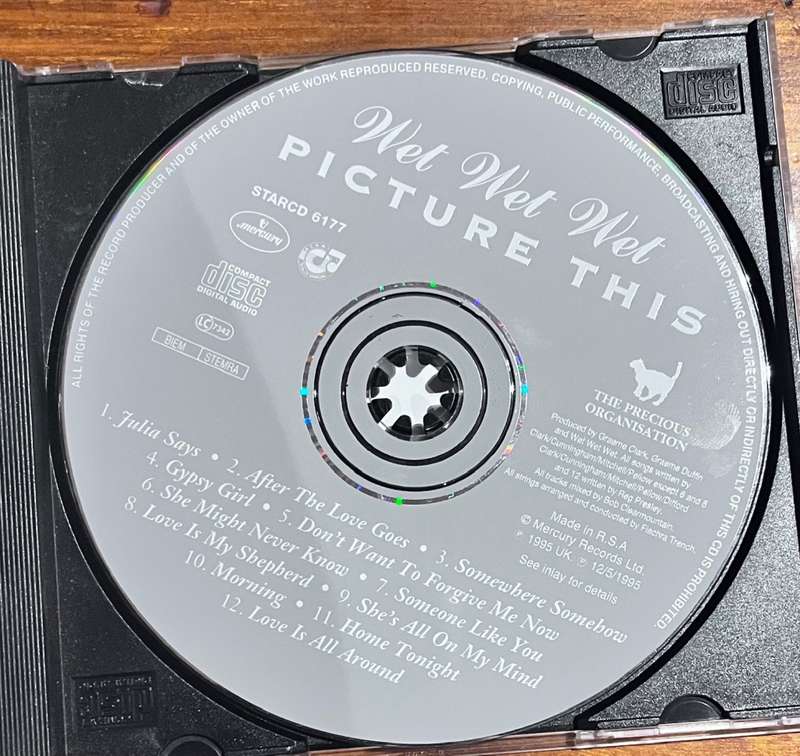 ALL RIGHTS OF THE RECORD PRODUCER AND OF THE OWNER OF THE WORK REPRODUCED RESERVED. COPYING, PUBLIC PERFORMANCE, BROADCASTING AND HIRING OUT DIRECTLY OR INDIRECTLY OF THIS CD IS PROHIBITED.
Wet Wet Wet
PICTURE THIS
STARCD 6177
mercury
COMPACT
disc
DIGITAL AUDIO
LC 7343
BIEM STEMRA
THE PRECIOUS
ORGANISATION
Produced by Graeme Clark, Graeme Duffin
and Wet Wet Wet. All songs written by
Clark/Cunningham/Mitchell/Pellow except 6 and 8
Clark/Cunningham/Mitchell/Pellow/Difford
and 12 written by Reg Presley.
All tracks mixed by Bob Clearmountain.
All strings arranged and conducted by Fiachra Trench.
Made in R.S.A
© Mercury Records Ltd.
℗ 1995 UK ℗ 12/5/1995
See inlay for details
1. Julia Says • 2. After The Love Goes • 3. Somewhere Somehow
4. Gypsy Girl • 5. Don't Want To Forgive Me Now
6. She Might Never Know • 7. Someone Like You
8. Love Is My Shepherd • 9. She's All On My Mind
10. Morning • 11. Home Tonight
12. Love Is All Around
COMPACT
disc
DIGITAL AUDIO